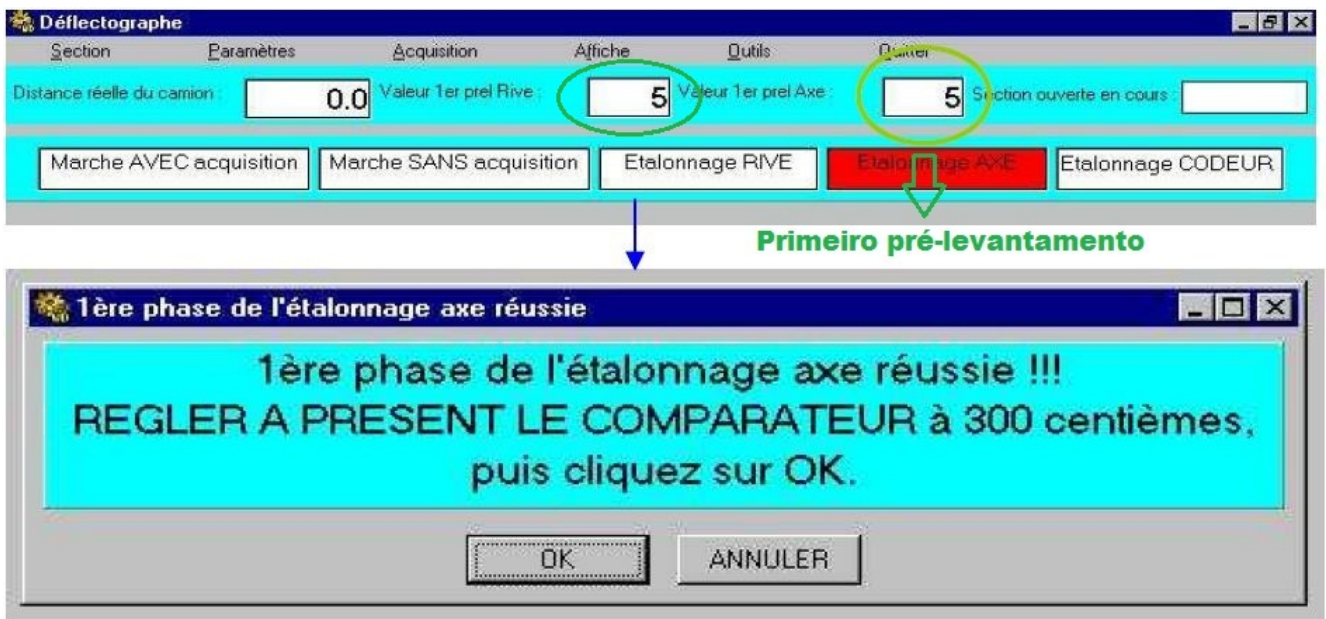 Déflectographe
Section Paramètres Acquisition Affiche Outils Quitter
Distance réelle du camion : 0.0 Valeur 1er prel Rive : 5 Valeur 1er prel Axe : 5 Section ouverte en cours :
Marche AVEC acquisition Marche SANS acquisition Etalonnage RIVE Etalonnage AXE Etalonnage CODEUR
Primeiro pré-levantamento
1ère phase de l'étalonnage axe réussie
1ère phase de l'étalonnage axe réussie !!!
REGLER A PRESENT LE COMPARATEUR à 300 centièmes,
puis cliquez sur OK.
OK ANNULER